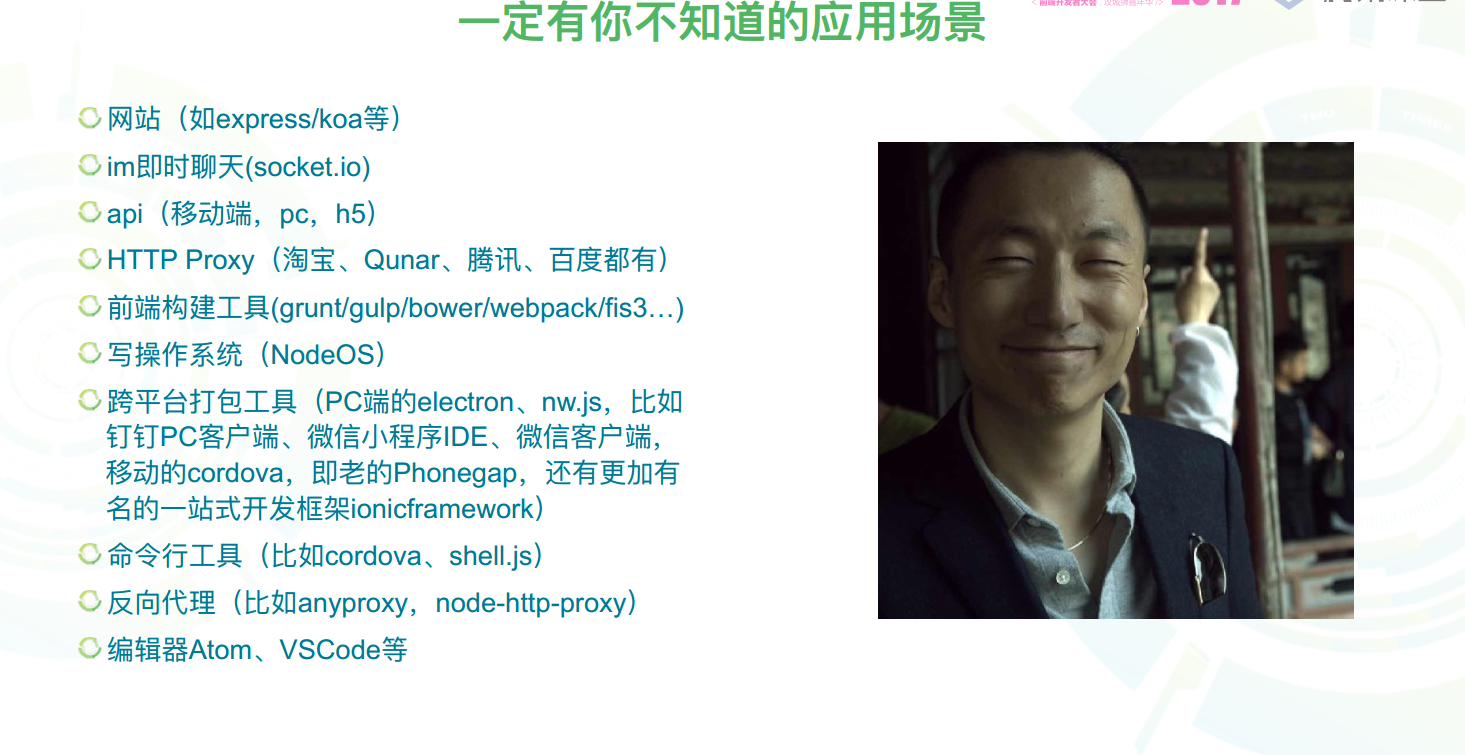 <前端开发者大会
2017
一定有你不知道的应用场景
网站（如express/koa等）
im即时聊天(socket.io)
api（移动端，pc，h5）
HTTP Proxy（淘宝、Qunar、腾讯、百度都有）
前端构建工具(grunt/gulp/bower/webpack/fis3…)
写操作系统（NodeOS）
跨平台打包工具（PC端的electron、nw.js，比如
钉钉PC客户端、微信小程序IDE、微信客户端，
移动的cordova，即老的Phonegap，还有更加有
名的一站式开发框架ionicframework）
命令行工具（比如cordova、shell.js）
反向代理（比如anyproxy，node-http-proxy）
编辑器Atom、VSCode等